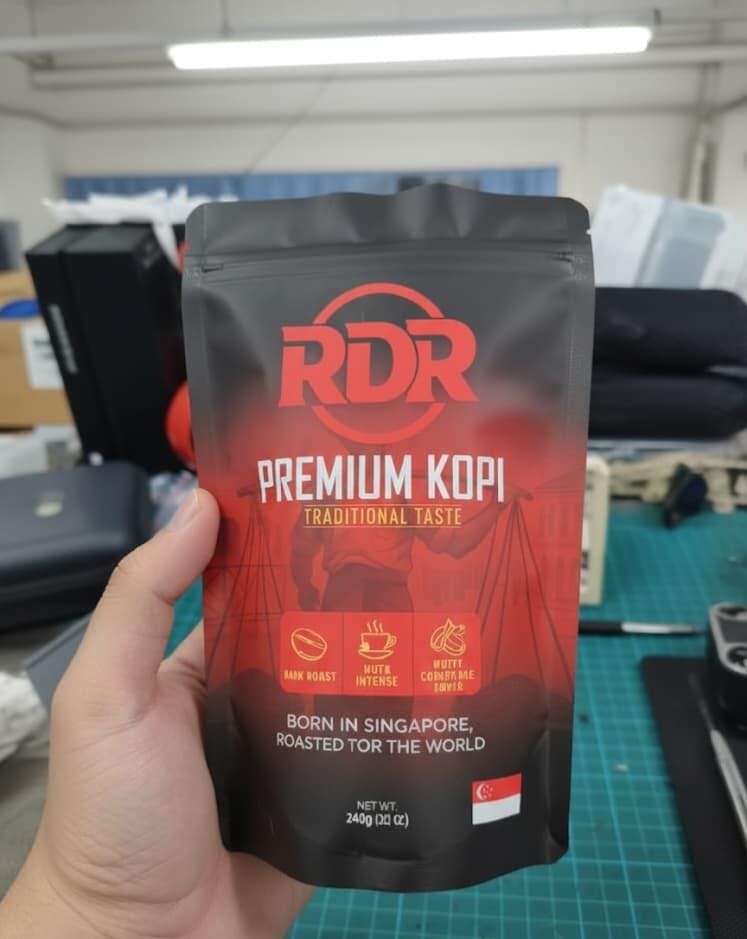 RDR
PREMIUM KOPI
TRADITIONAL TASTE
ROAST
INTENSE
BORN IN SINGAPORE,
ROASTED TOR THE WORLD
NET WT.
240g